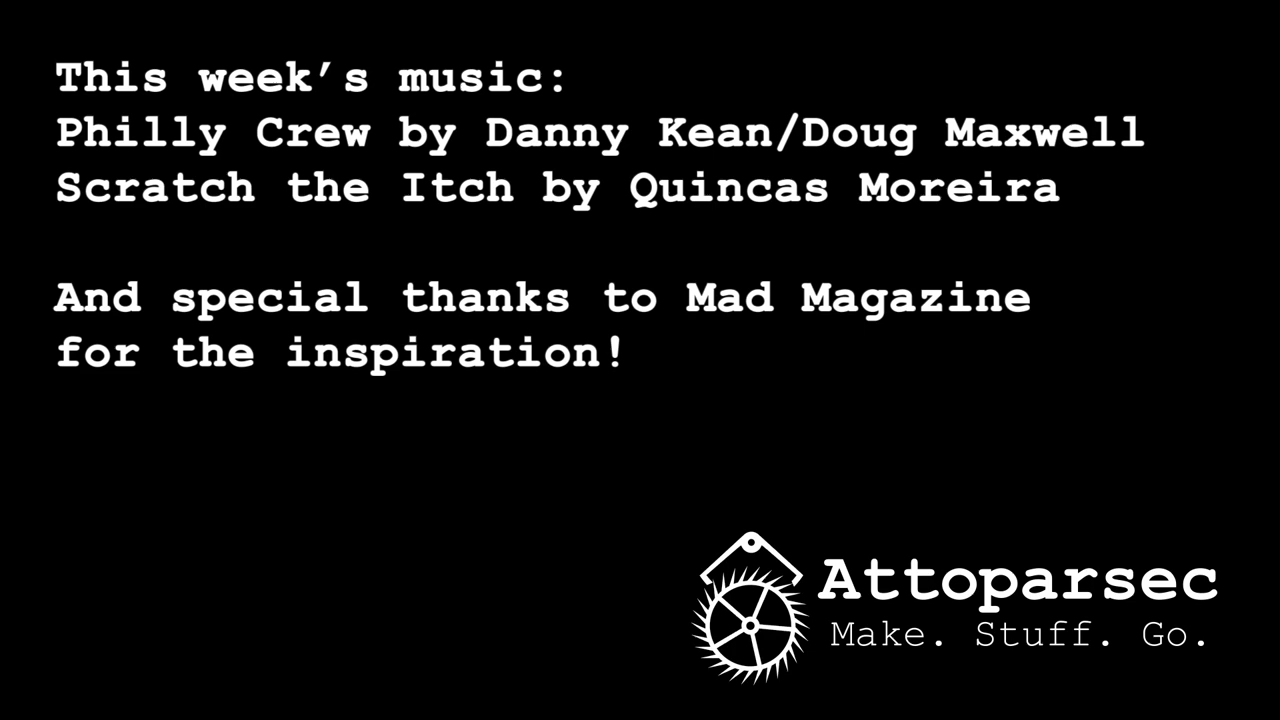 This week’s music:
Philly Crew by Danny Kean/Doug Maxwell
Scratch the Itch by Quincas Moreira
And special thanks to Mad Magazine
for the inspiration!
Attoparsec
Make. Stuff. Go.